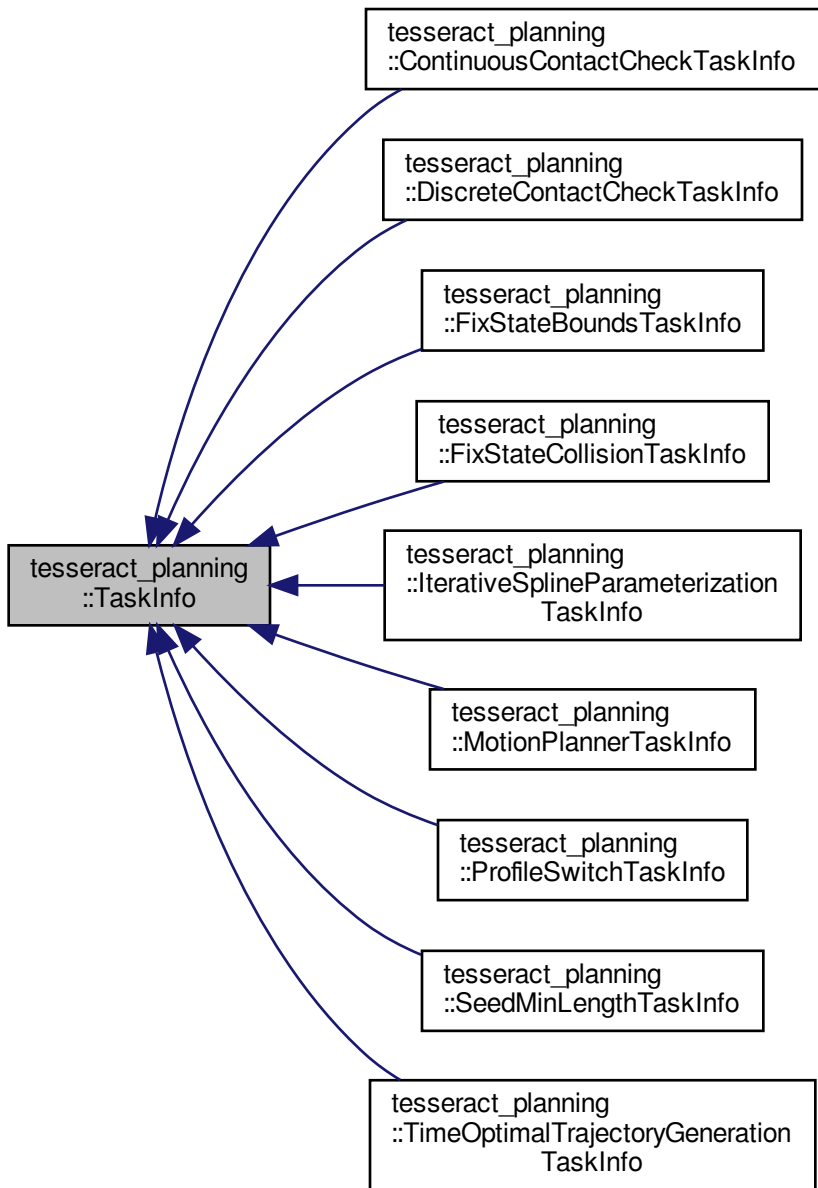 tesseract_planning
::ContinuousContactCheckTaskInfo
tesseract_planning
::DiscreteContactCheckTaskInfo
tesseract_planning
::FixStateBoundsTaskInfo
tesseract_planning
::FixStateCollisionTaskInfo
tesseract_planning
::TaskInfo
tesseract_planning
::IterativeSplineParameterization
TaskInfo
tesseract_planning
::MotionPlannerTaskInfo
tesseract_planning
::ProfileSwitchTaskInfo
tesseract_planning
::SeedMinLengthTaskInfo
tesseract_planning
::TimeOptimalTrajectoryGeneration
TaskInfo